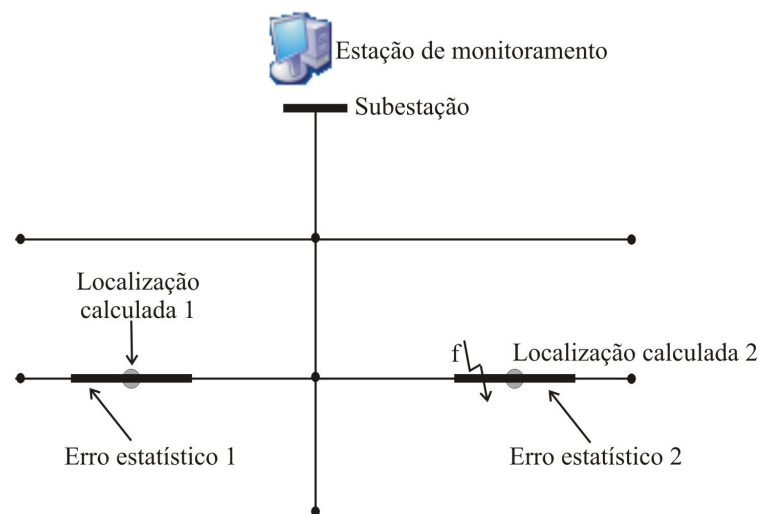 Estação de monitoramento
Subestação
Localização
calculada 1
f
Localização calculada 2
Erro estatístico 1
Erro estatístico 2